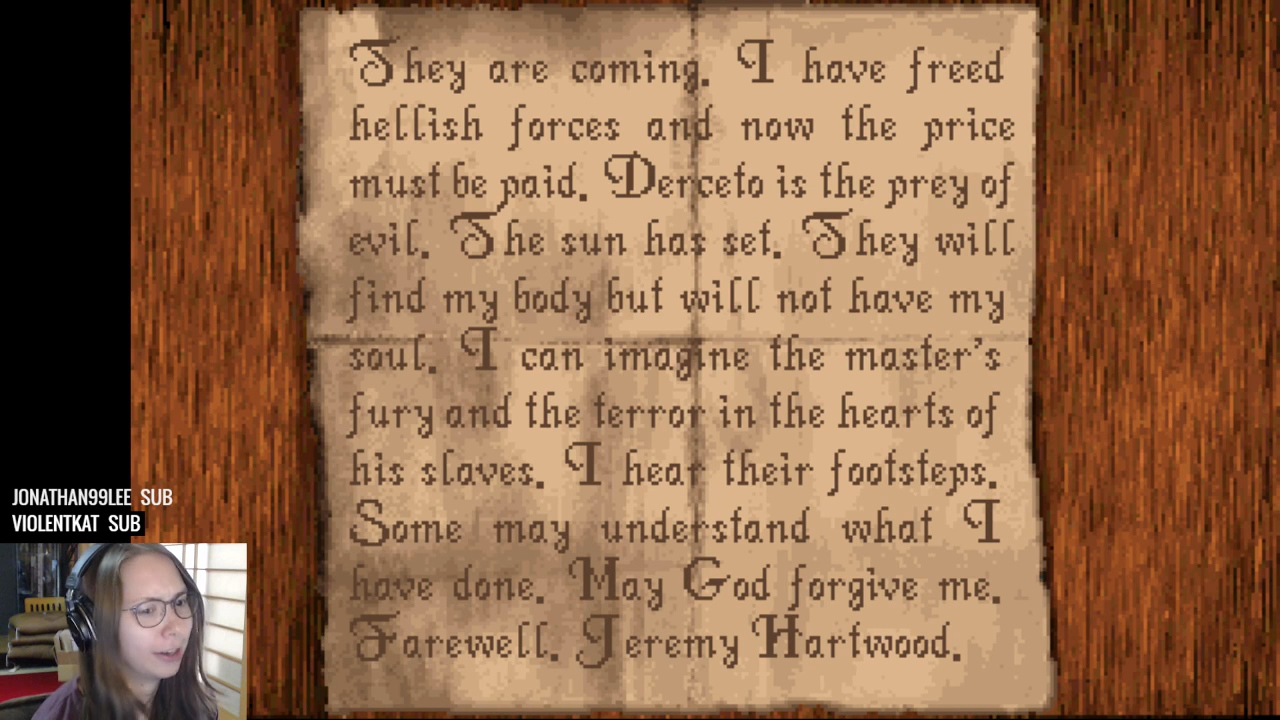 They are coming. I have freed
hellish forces and now the price
must be paid. Derceto is the prey of
evil. The sun has set. They will
find my body but will not have my
soul. I can imagine the master's
fury and the terror in the hearts of
his slaves. I hear their footsteps.
Some may understand what I
have done. May God forgive me.
Farewell. Jeremy Hartwood.
JONATHAN99LEE SUB
VIOLENTKAT SUB